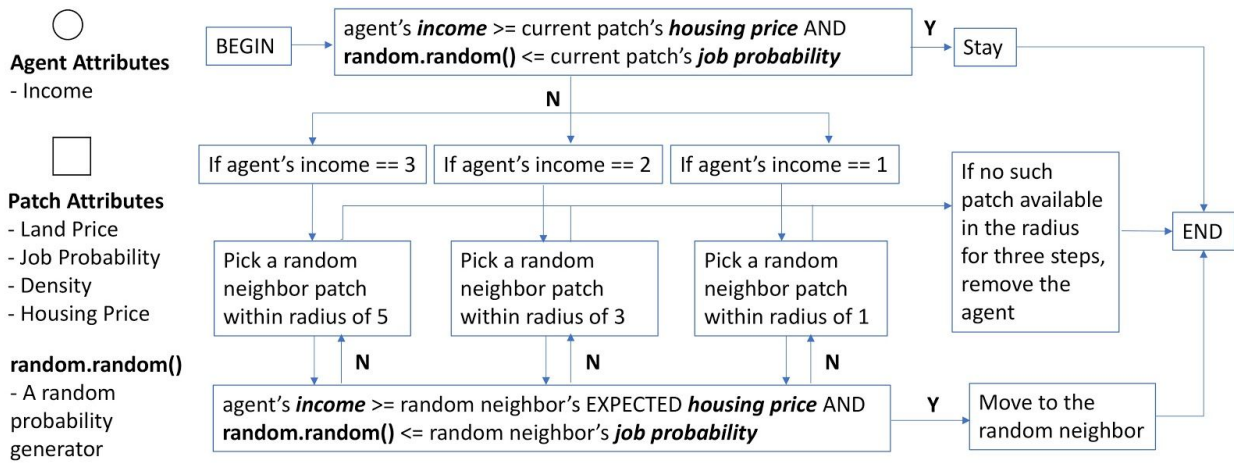 Agent Attributes
- Income
Patch Attributes
- Land Price
- Job Probability
- Density
- Housing Price
random.random()
- A random
probability
generator
BEGIN
agent's income >= current patch's housing price AND
random.random() <= current patch's job probability
Y
Stay
N
If agent's income == 3
If agent's income == 2
If agent's income == 1
Pick a random
neighbor patch
within radius of 5
Pick a random
neighbor patch
within radius of 3
Pick a random
neighbor patch
within radius of 1
If no such
patch available
in the radius
for three steps,
remove the
agent
END
N
N
N
agent's income >= random neighbor's EXPECTED housing price AND
random.random() <= random neighbor's job probability
Y
Move to the
random neighbor